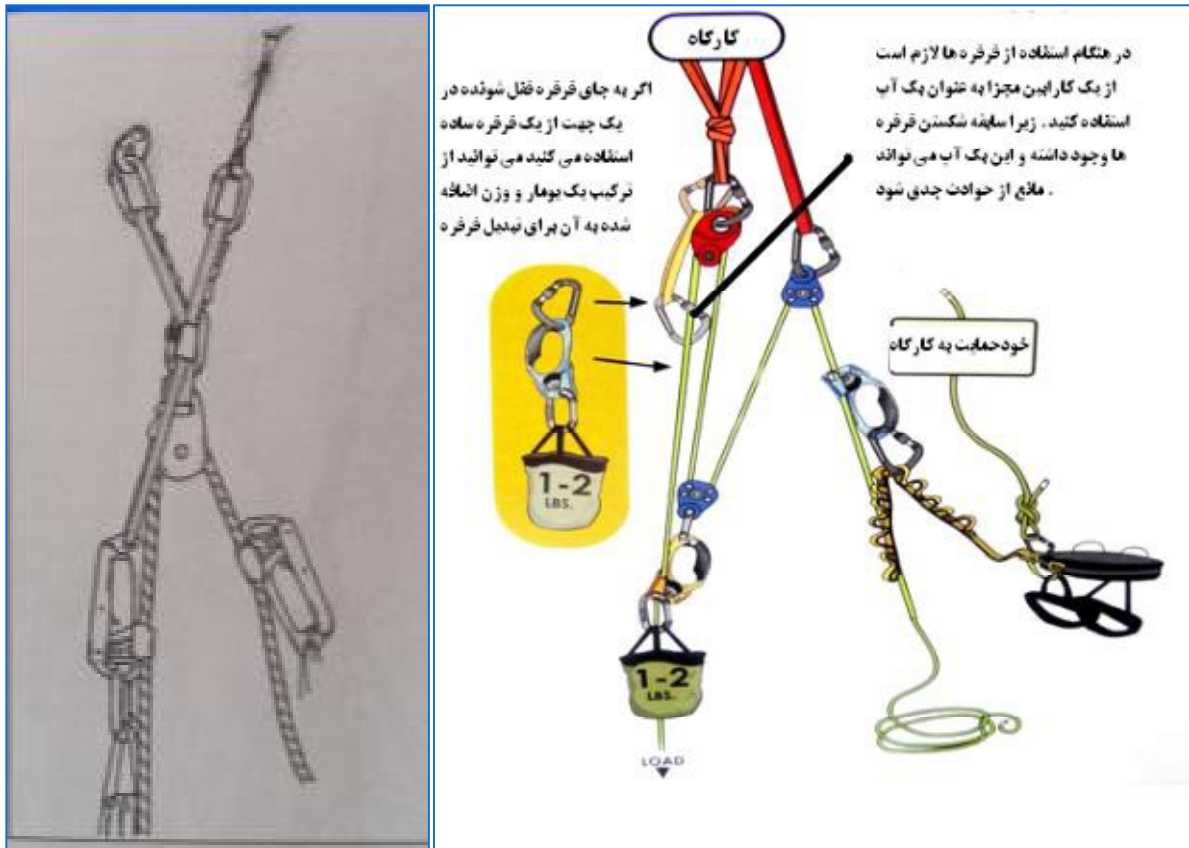 کارگاه
در هنگام استفاده از قرقره ها لازم است
از یک کارابین مجزا به عنوان بک آپ
استفاده کنید . زیرا سابقه شکستن قرقره
ها وجود داشته و این بک آپ می تواند
مانع از حوادث جدی شود .
اگر به جای قرقره قفل شونده در
یک جهت از یک قرقره ساده
استفاده می کنید می توانید از
ترکیب یک یومار و وزن اضافه
شده به آن برای تبدیل قرقره
خودحمایت به کارگاه
1-2
LBS.
1-2
LBS.
LOAD